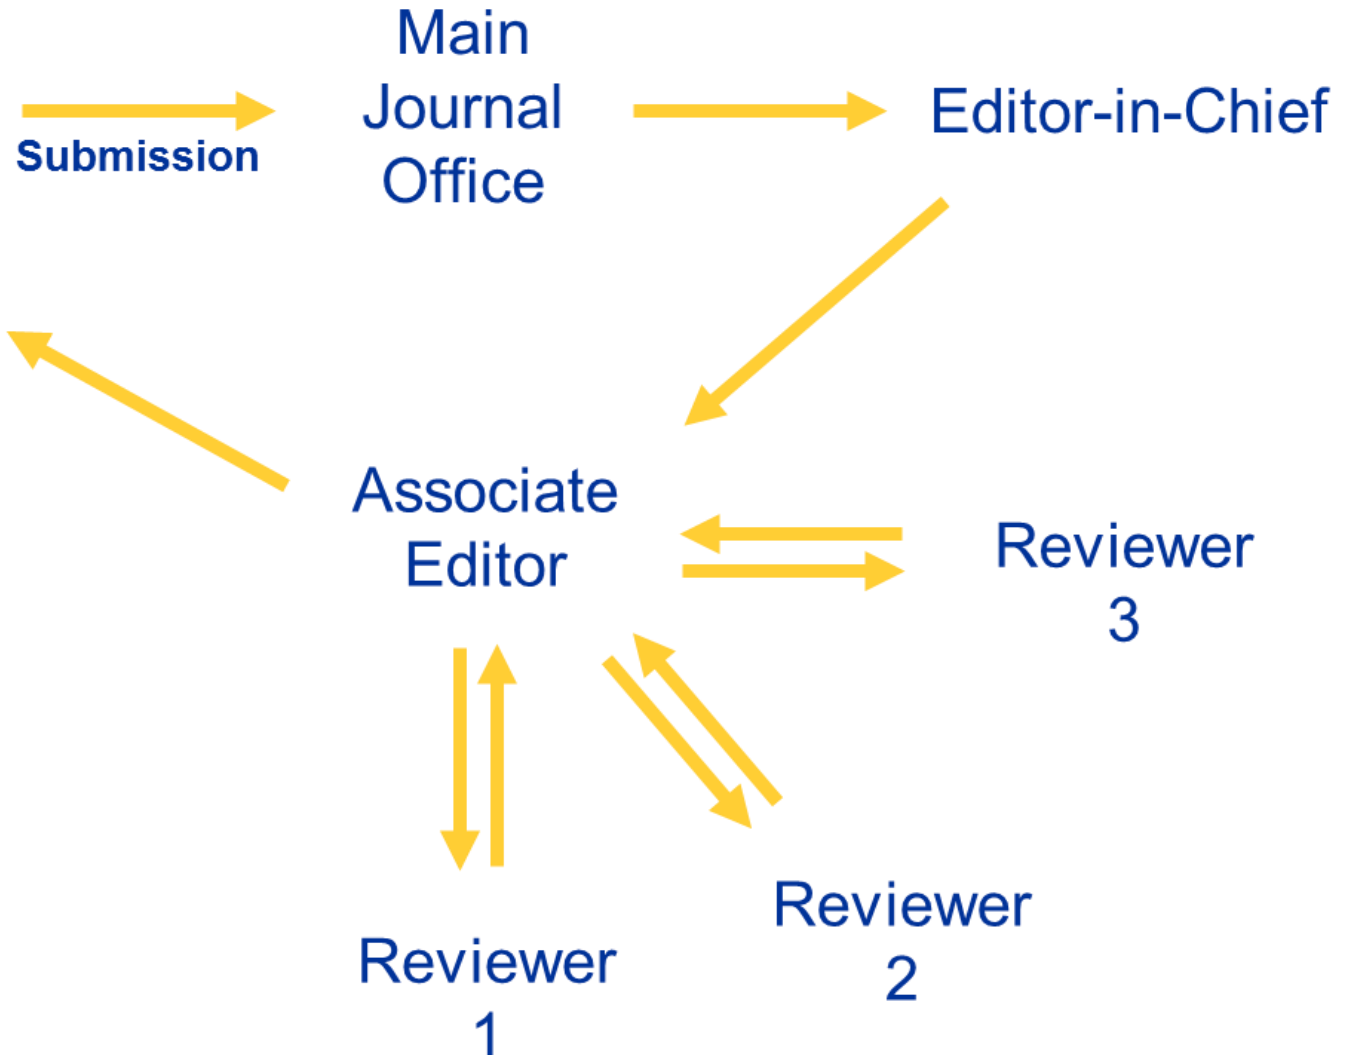 Main
Journal
Office
Submission
Editor-in-Chief
Associate
Editor
Reviewer
3
Reviewer
2
Reviewer
1